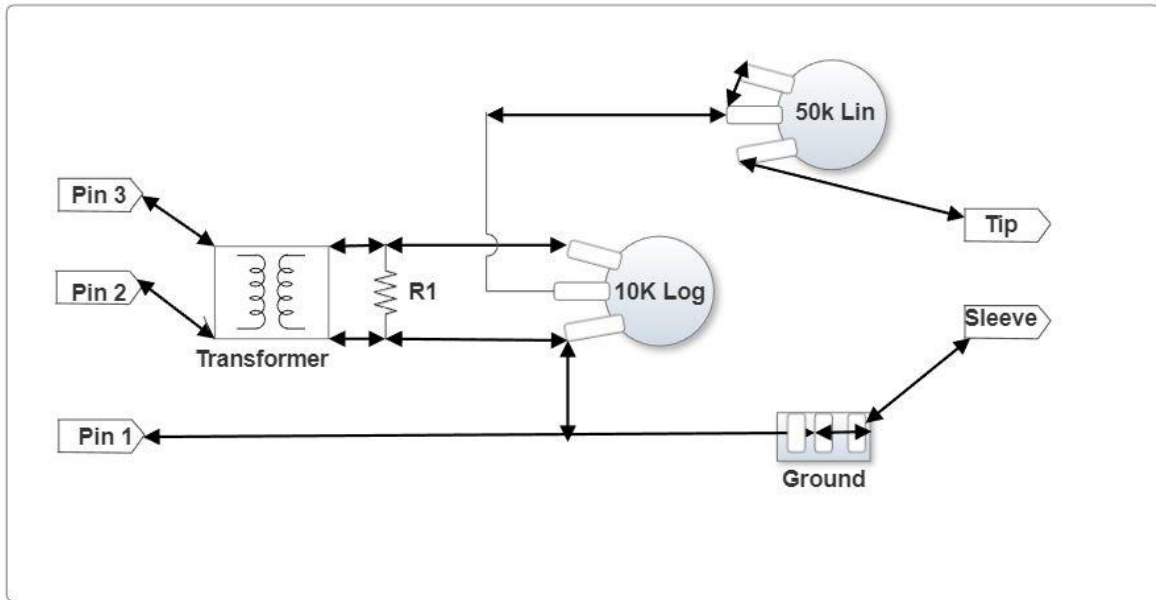 50k Lin
Pin 3
Tip
Pin 2
R1
10K Log
Sleeve
Transformer
Pin 1
Ground